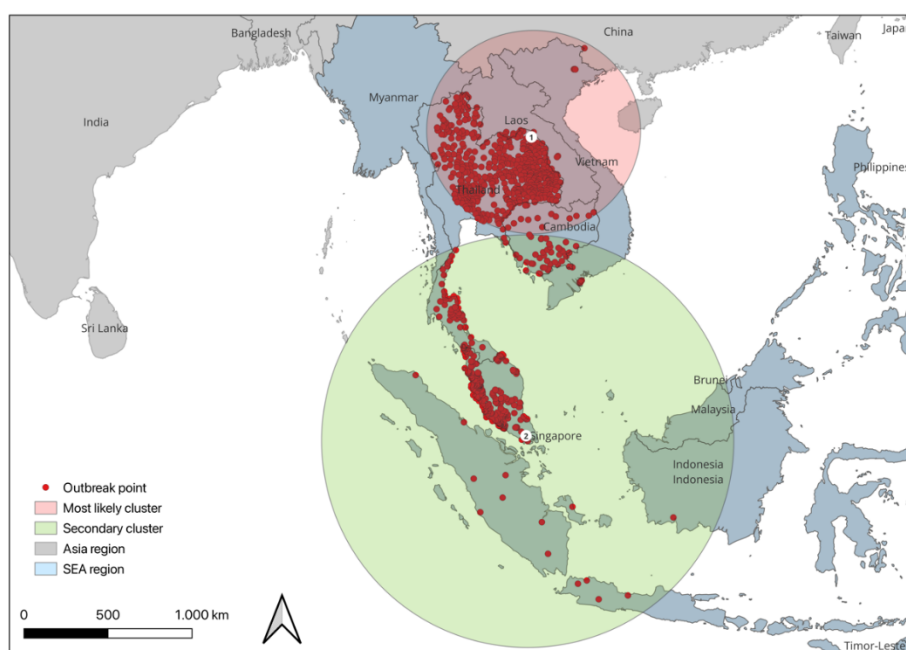 China
Bangladesh
Taiwan
Japa
Myanmar
India
Laos
1
Vietnam
Philippines
Thailand
Cambodia
Sri Lanka
Brunei
Malaysia
2
Singapore
Indonesia
Indonesia
Outbreak point
Most likely cluster
Secondary cluster
Asia region
SEA region
0 500 1.000 km
Timor-Leste